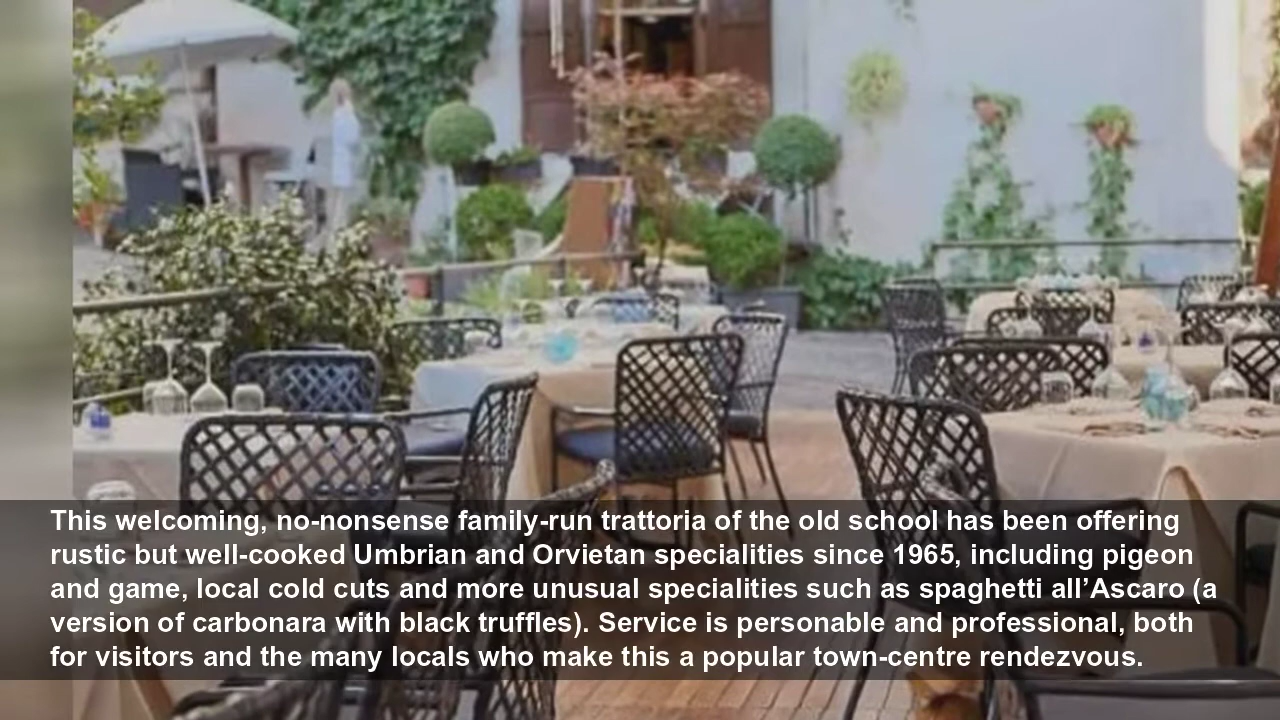 This welcoming, no-nonsense family-run trattoria of the old school has been offering
rustic but well-cooked Umbrian and Orvietan specialities since 1965, including pigeon
and game, local cold cuts and more unusual specialities such as spaghetti all’Ascaro (a
version of carbonara with black truffles). Service is personable and professional, both
for visitors and the many locals who make this a popular town-centre rendezvous.